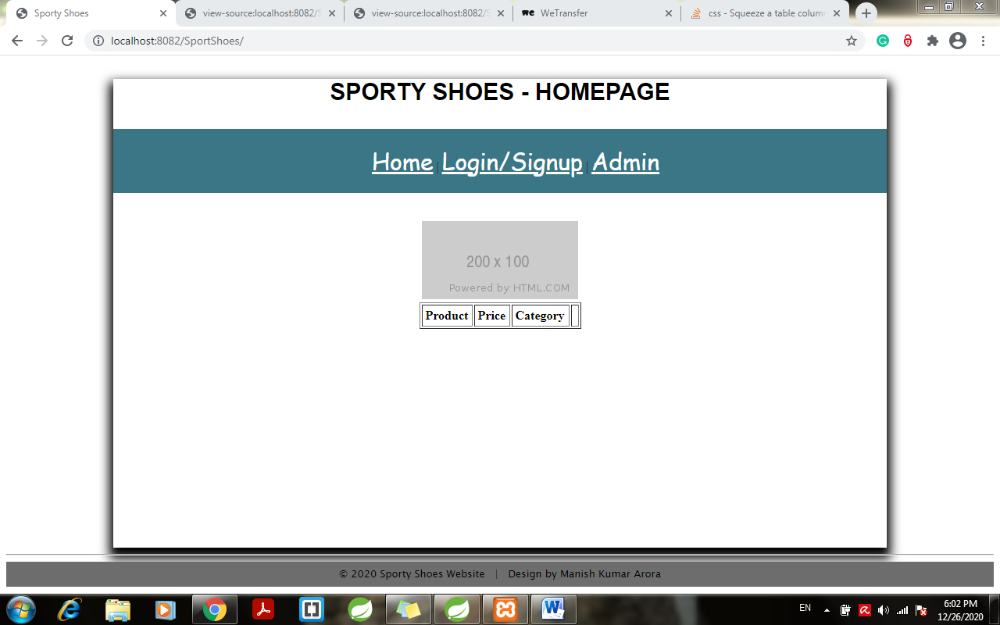 Sporty Shoes
view-source:localhost:8082/S
view-source:localhost:8082/S
WeTransfer
css - Squeeze a table colum
localhost:8082/SportShoes/
SPORTY SHOES - HOMEPAGE
Home | Login/Signup | Admin
200 x 100
Powered by HTML.COM
Product Price Category
© 2020 Sporty Shoes Website | Design by Manish Kumar Arora
EN
6:02 PM
12/26/2020